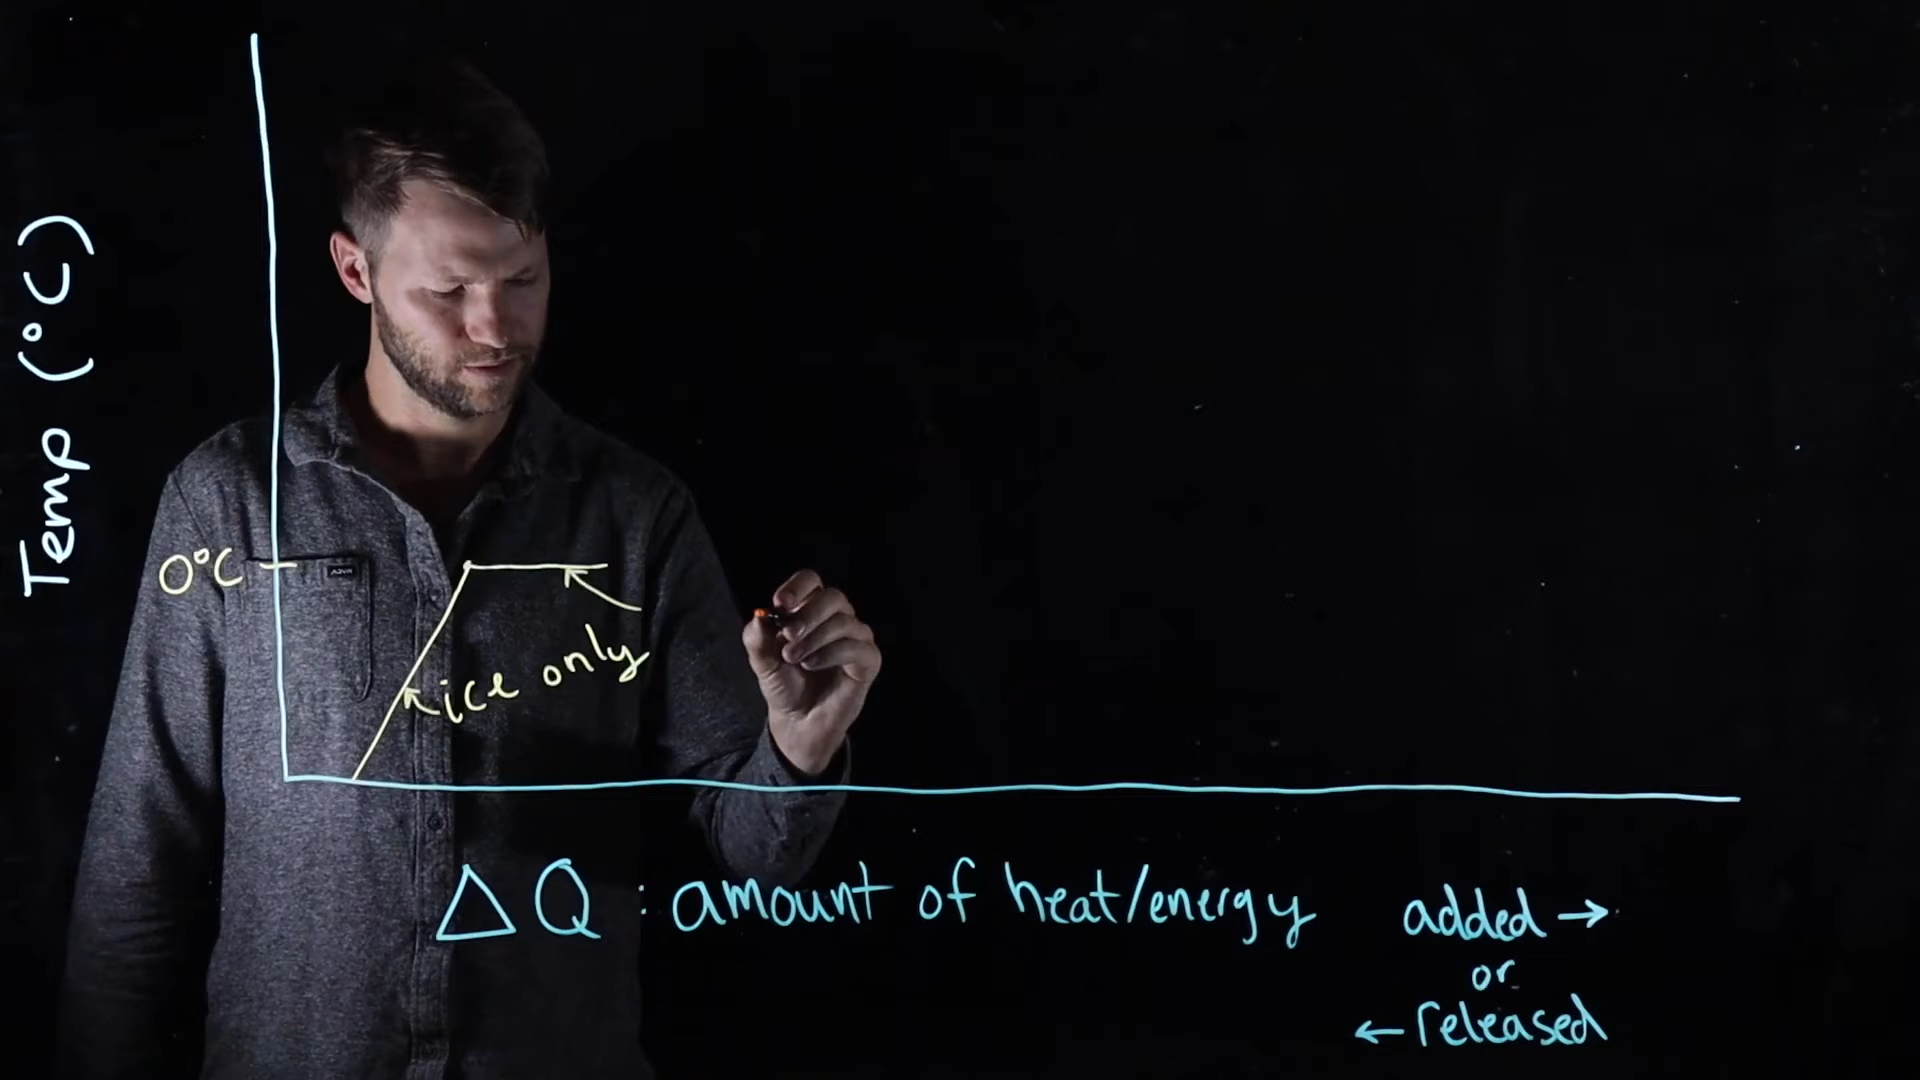 Temp (°C)
0°C
ice only
ΔQ : amount of heat/energy
added →
or
← released